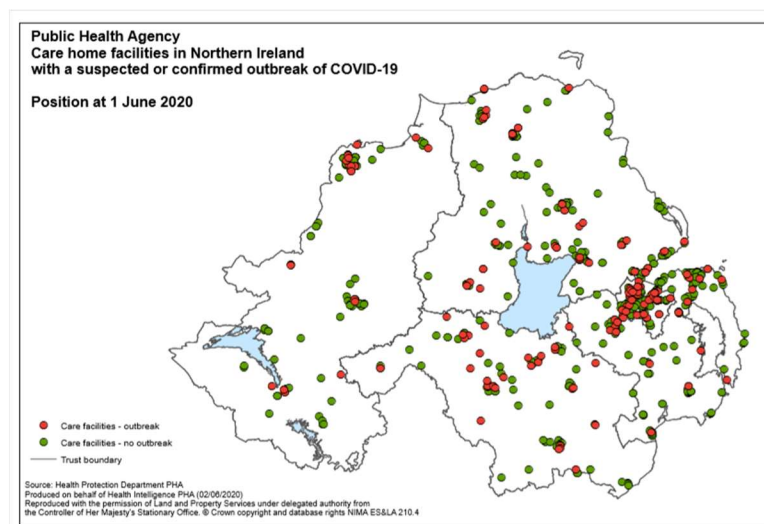 Public Health Agency
Care home facilities in Northern Ireland
with a suspected or confirmed outbreak of COVID-19
Position at 1 June 2020
Care facilities - outbreak
Care facilities - no outbreak
Trust boundary
Source: Health Protection Department PHA
Produced on behalf of Health Intelligence PHA (02/06/2020)
Reproduced with the permission of Land and Property Services under delegated authority from
the Controller of Her Majesty's Stationary Office. © Crown copyright and database rights NIMA ES&LA 210.4